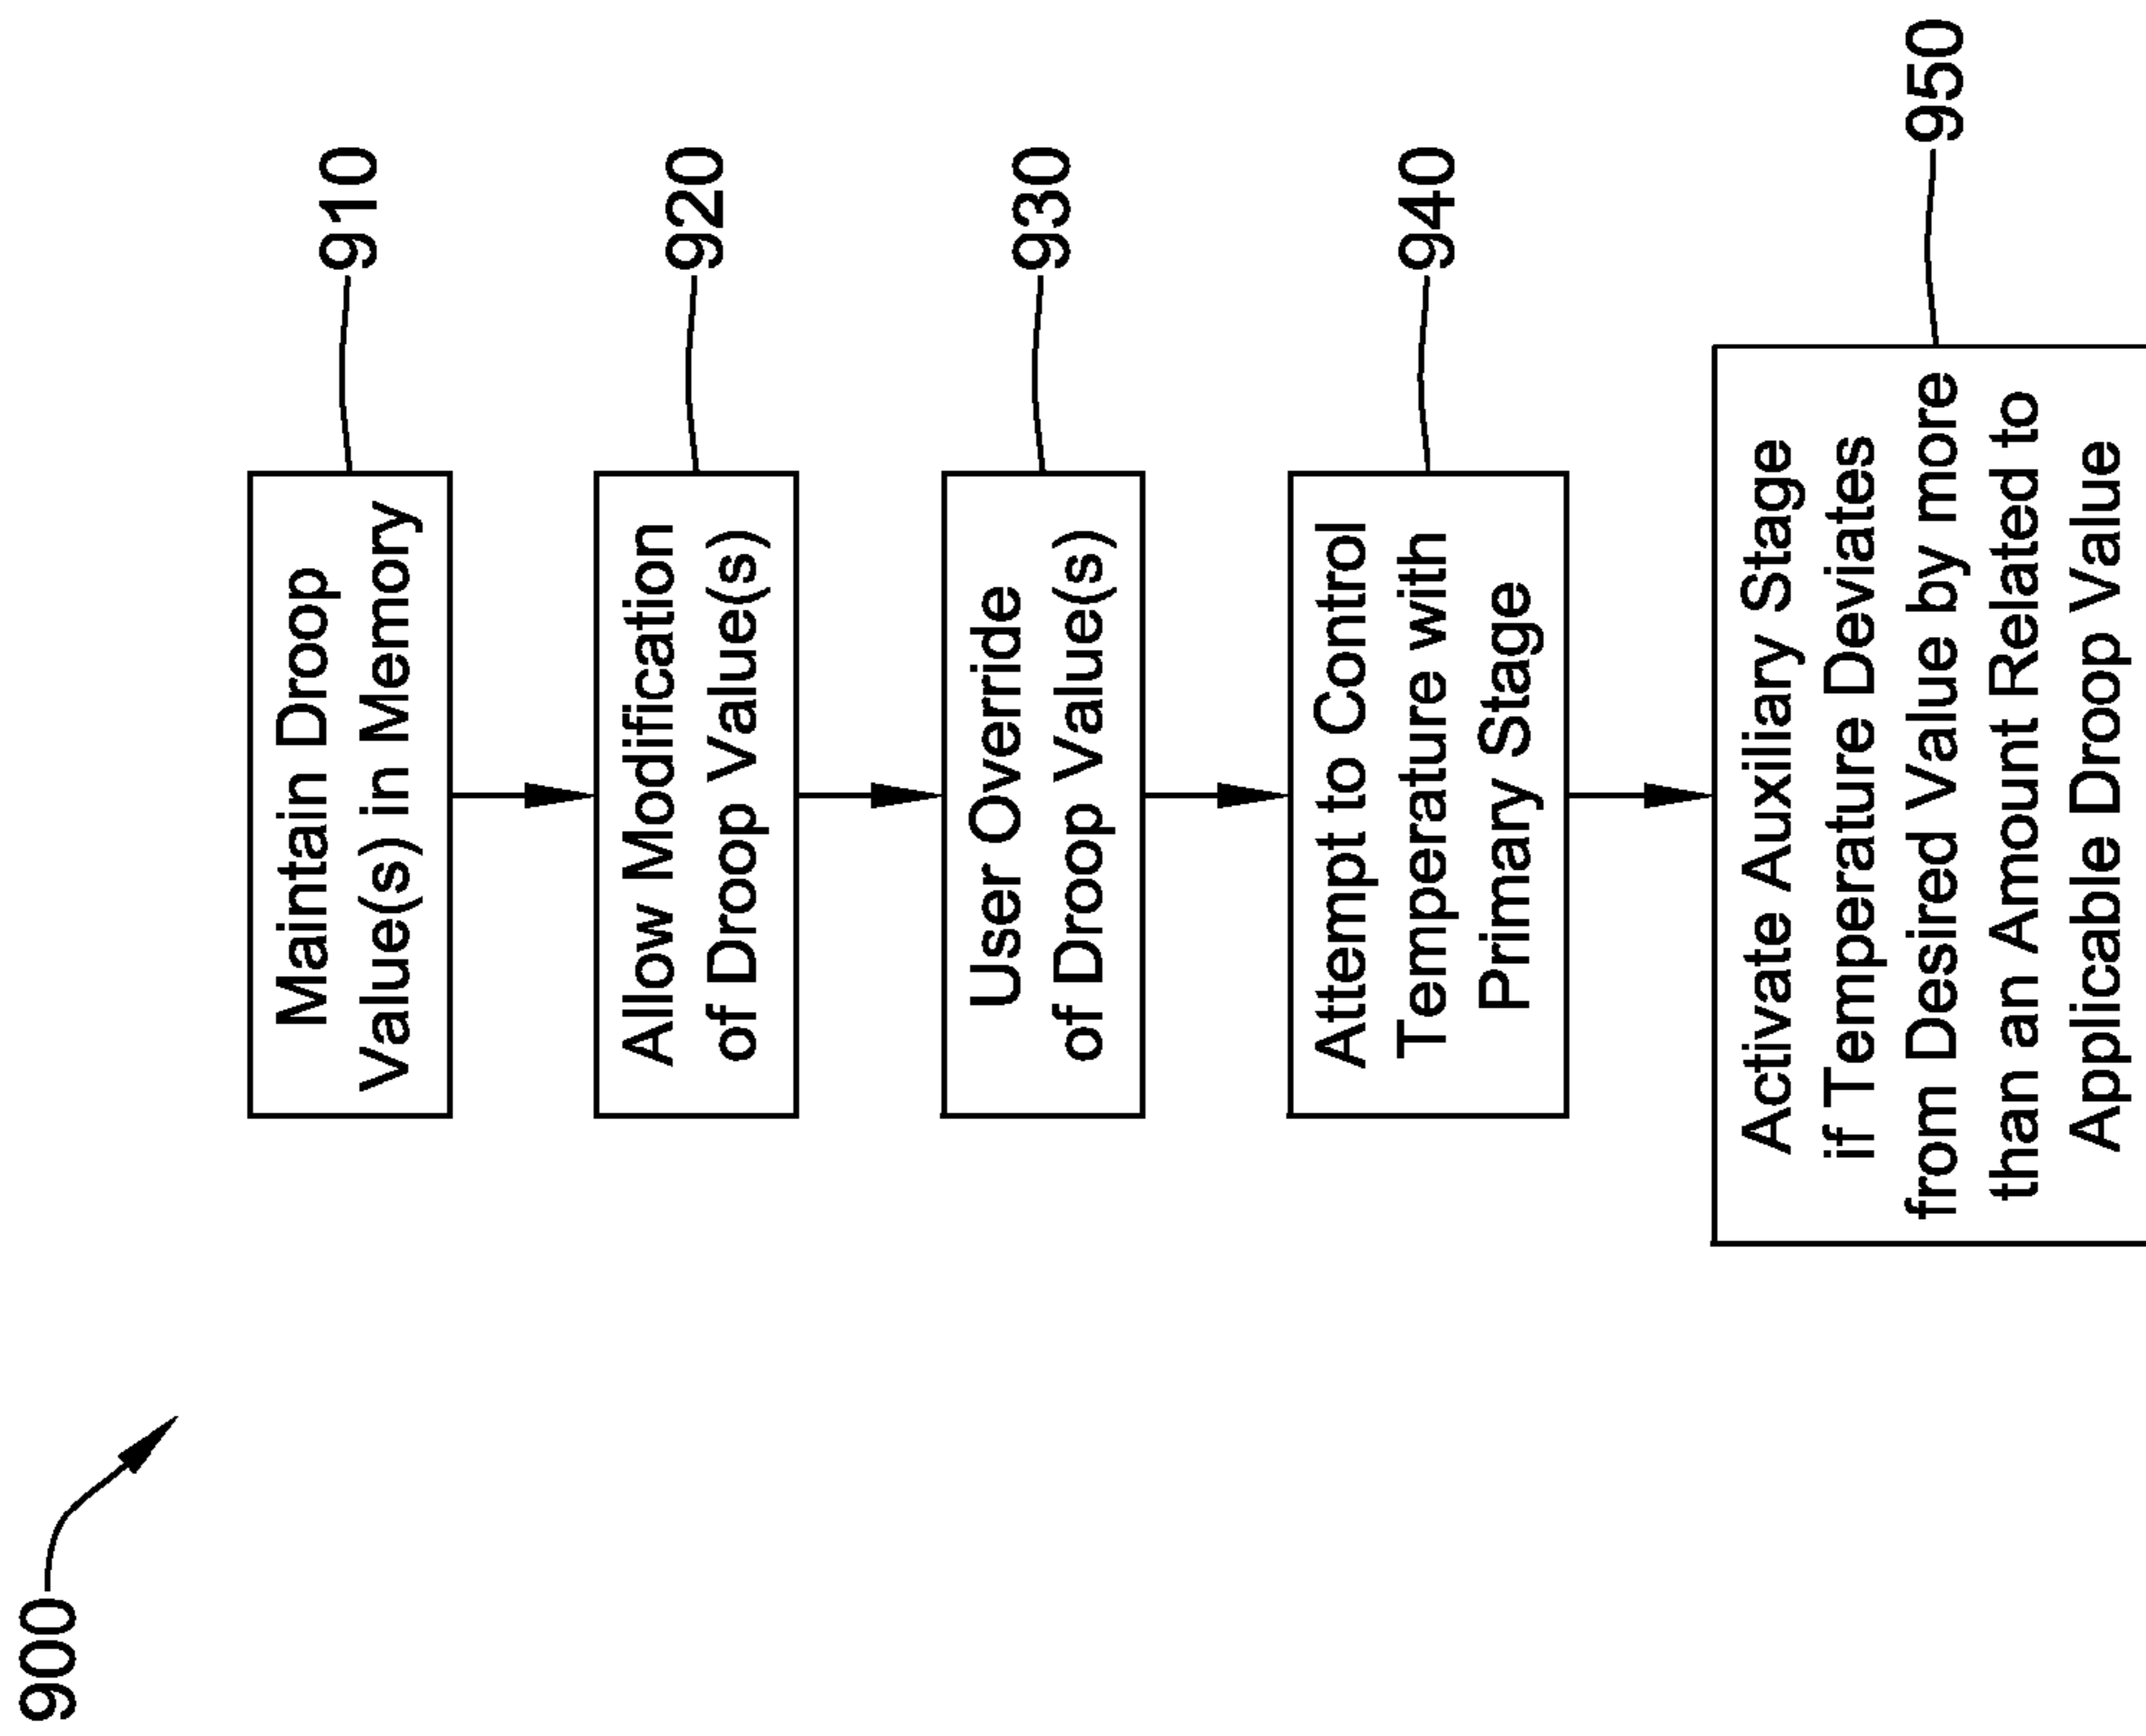 900
Maintain Droop
Value(s) in Memory
910
Allow Modification
of Droop Value(s)
920
User Override
of Droop Value(s)
930
Attempt to Control
Temperature with
Primary Stage
940
Activate Auxiliary Stage
if Temperature Deviates
from Desired Value by more
than an Amount Related to
Applicable Droop Value
950